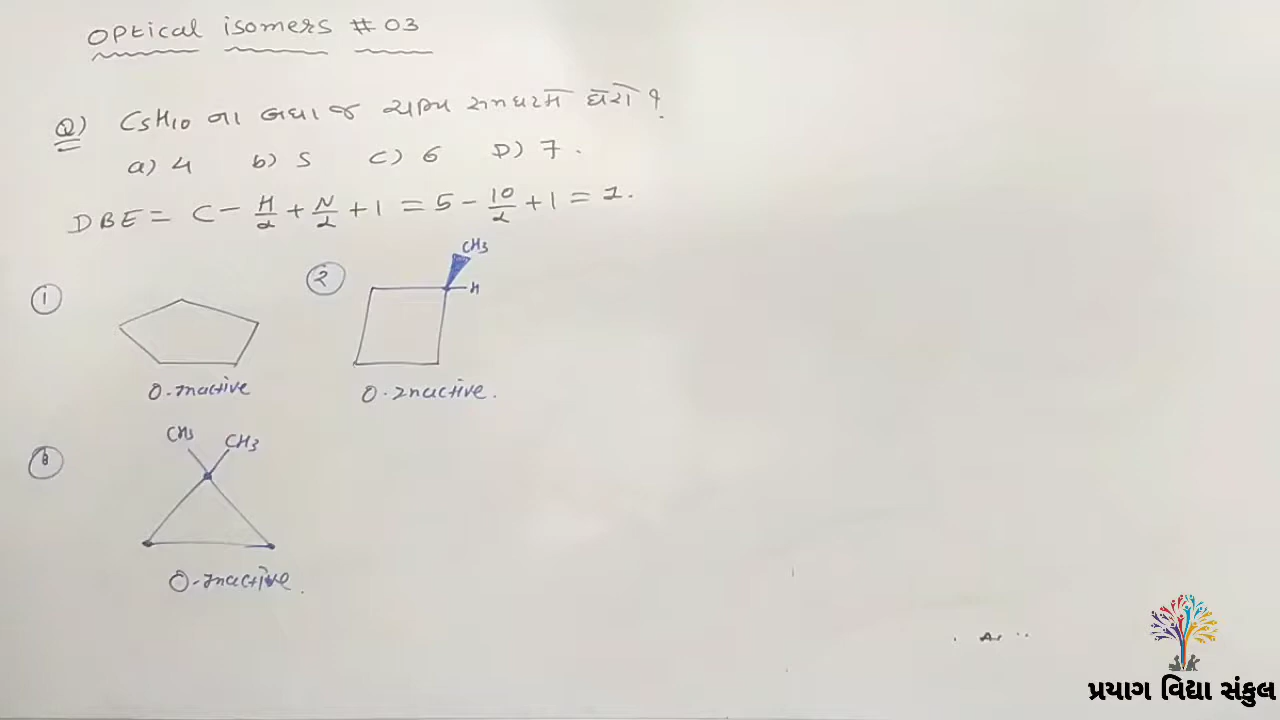 Optical isomers # 03
Q) C5H10 ના બધા જ ચક્રિય સમઘટકો દોરો ?
a) 4 b) 5 C) 6 D) 7 .
DBE = C - H/2 + N/2 + 1 = 5 - 10/2 + 1 = 1.
① ②
CH3
H
O-Inactive O-Inactive.
③
CH3 CH3
O-Inactive.
પ્રયાગ વિદ્યા સંકુલ